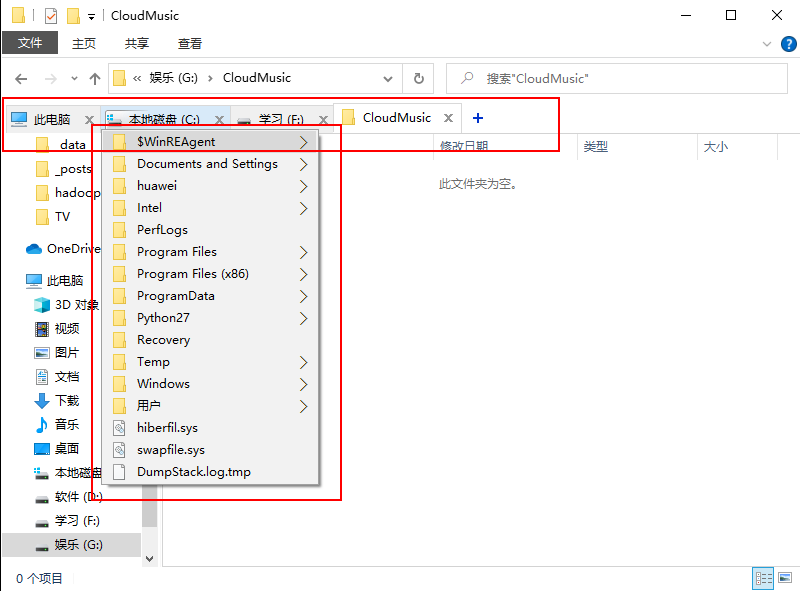 CloudMusic
文件 主页 共享 查看
« 娱乐 (G:) › CloudMusic 搜索"CloudMusic"
此电脑 本地磁盘 (C:) 学习 (F:) CloudMusic
_data
修改日期 类型 大小
此文件夹为空。
_posts
hadoop
TV
OneDrive
此电脑
3D 对象
视频
图片
文档
下载
音乐
桌面
本地磁盘
软件 (D:)
学习 (F:)
娱乐 (G:)
$WinREAgent
Documents and Settings
huawei
Intel
PerfLogs
Program Files
Program Files (x86)
ProgramData
Python27
Recovery
Temp
Windows
用户
hiberfil.sys
swapfile.sys
DumpStack.log.tmp
0 个项目